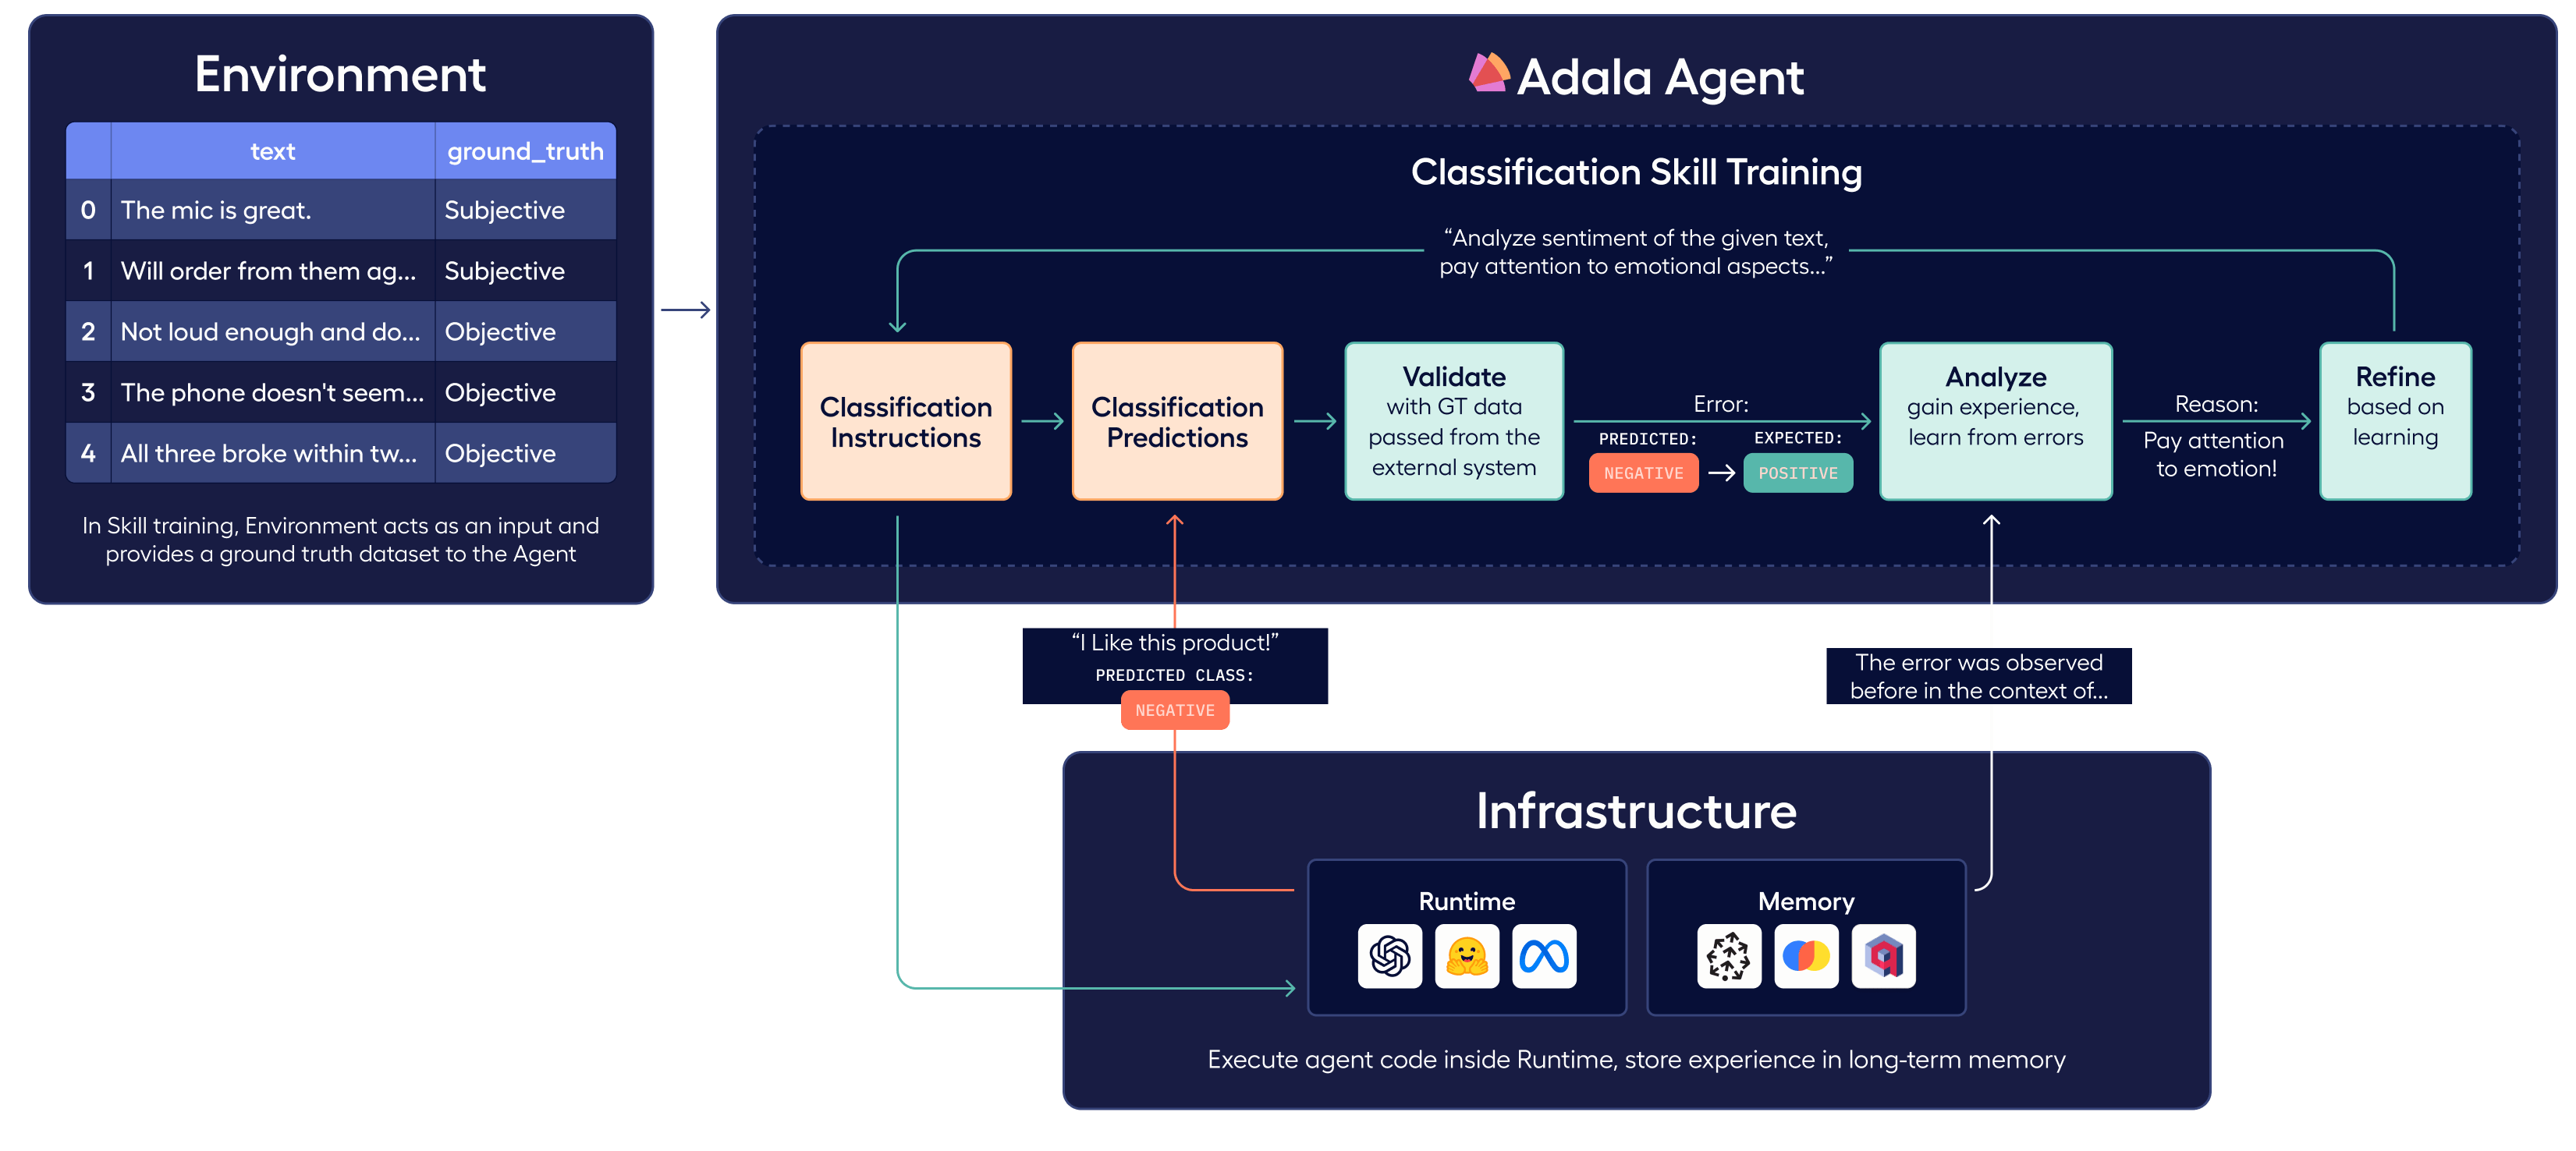 Environment
text ground_truth
0 The mic is great. Subjective
1 Will order from them ag... Subjective
2 Not loud enough and do... Objective
3 The phone doesn't seem... Objective
4 All three broke within tw... Objective
In Skill training, Environment acts as an input and
provides a ground truth dataset to the Agent
Adala Agent
Classification Skill Training
“Analyze sentiment of the given text,
pay attention to emotional aspects...”
Classification
Instructions
Classification
Predictions
Validate
with GT data
passed from the
external system
Error:
PREDICTED: EXPECTED:
NEGATIVE POSITIVE
Analyze
gain experience,
learn from errors
Reason:
Pay attention
to emotion!
Refine
based on
learning
“I Like this product!”
PREDICTED CLASS:
NEGATIVE
The error was observed
before in the context of...
Infrastructure
Runtime
Memory
Execute agent code inside Runtime, store experience in long-term memory